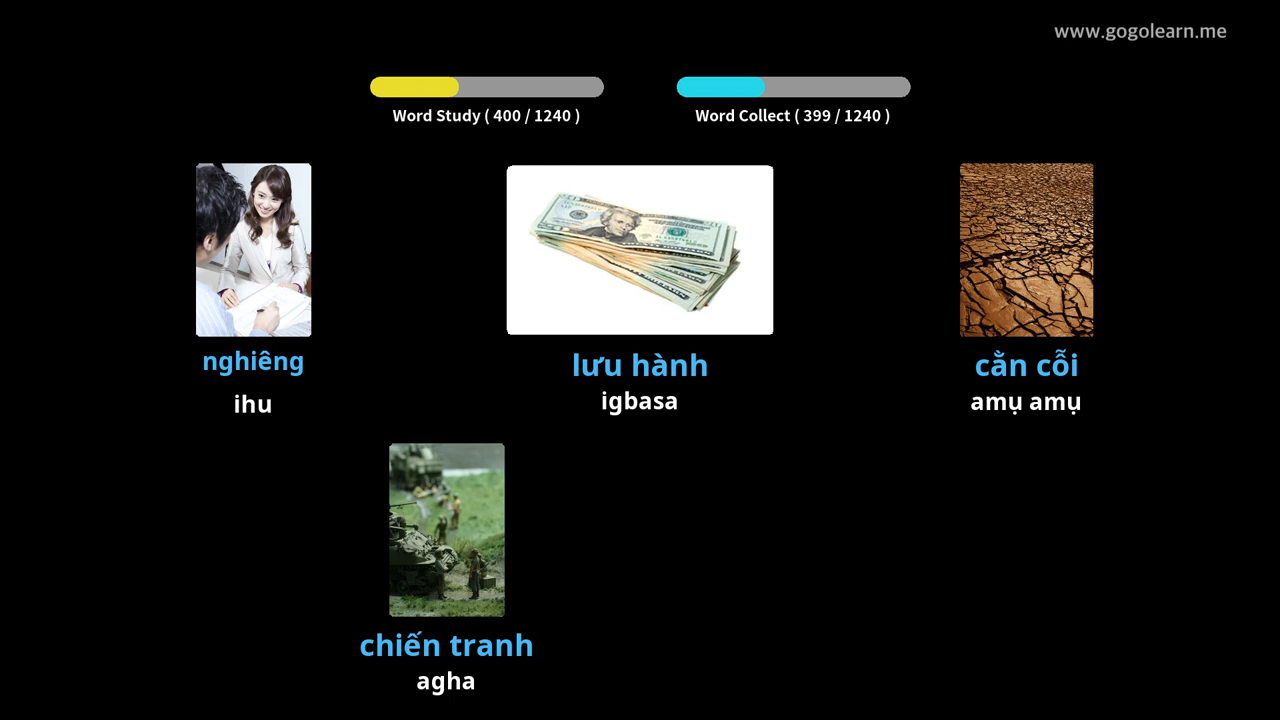 www.gogolearn.me
Word Study ( 400 / 1240 )
Word Collect ( 399 / 1240 )
nghiêng
ihu
lưu hành
igbasa
cằn cỗi
amụ amụ
chiến tranh
agha